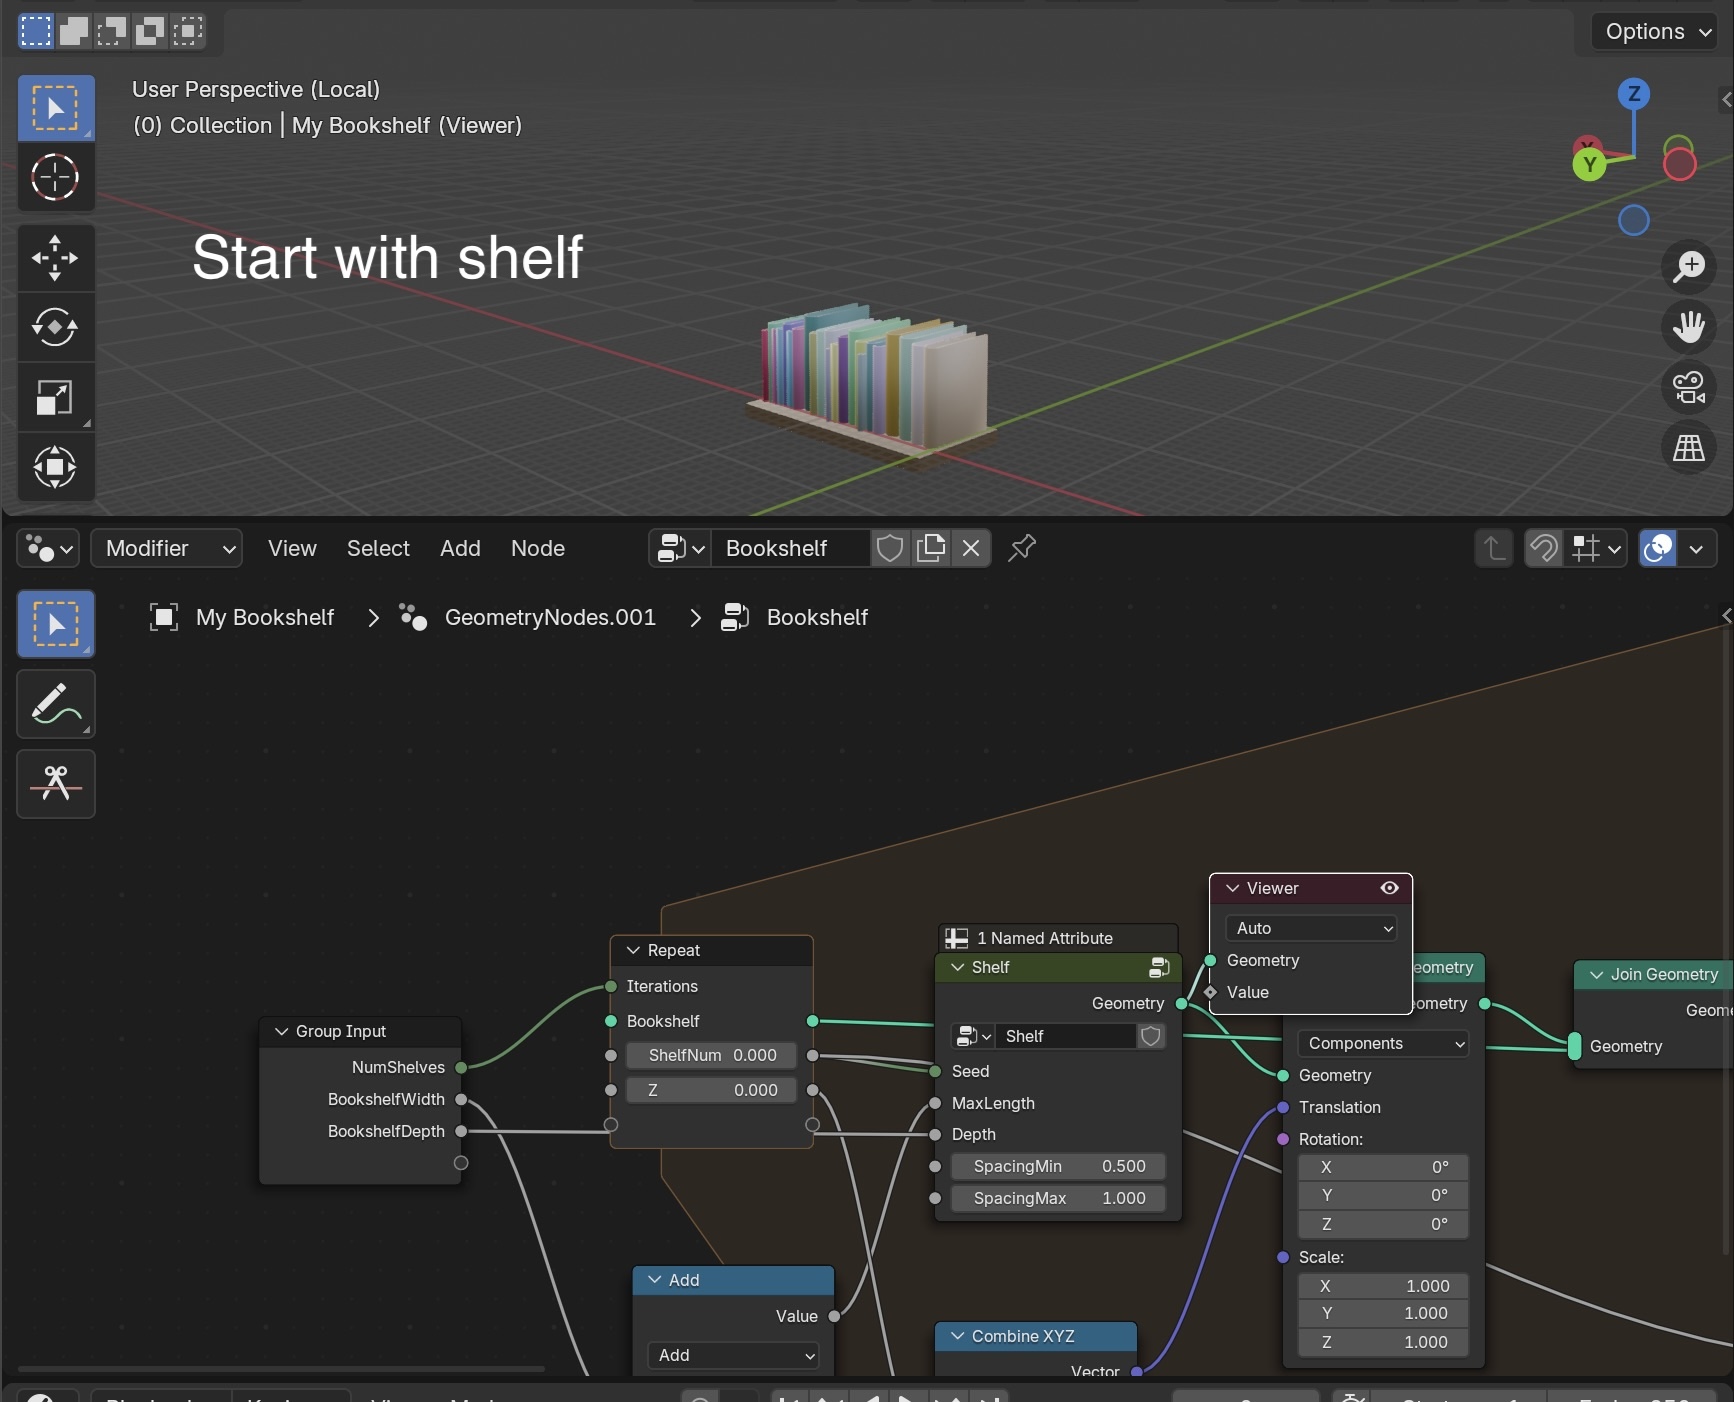 Options
User Perspective (Local)
(0) Collection | My Bookshelf (Viewer)
Z
X
Y
Start with shelf
Modifier
View
Select
Add
Node
Bookshelf
My Bookshelf > GeometryNodes.001 > Bookshelf
Viewer
Auto
Geometry
Value
1 Named Attribute
Shelf
Geometry
Shelf
Seed
MaxLength
Depth
SpacingMin 0.500
SpacingMax 1.000
Repeat
Iterations
Bookshelf
ShelfNum 0.000
Z 0.000
Group Input
NumShelves
BookshelfWidth
BookshelfDepth
eometry
eometry
Components
Geometry
Translation
Rotation:
X 0°
Y 0°
Z 0°
Scale:
X 1.000
Y 1.000
Z 1.000
Join Geometry
Geome
Geometry
Add
Value
Add
Combine XYZ
Vector